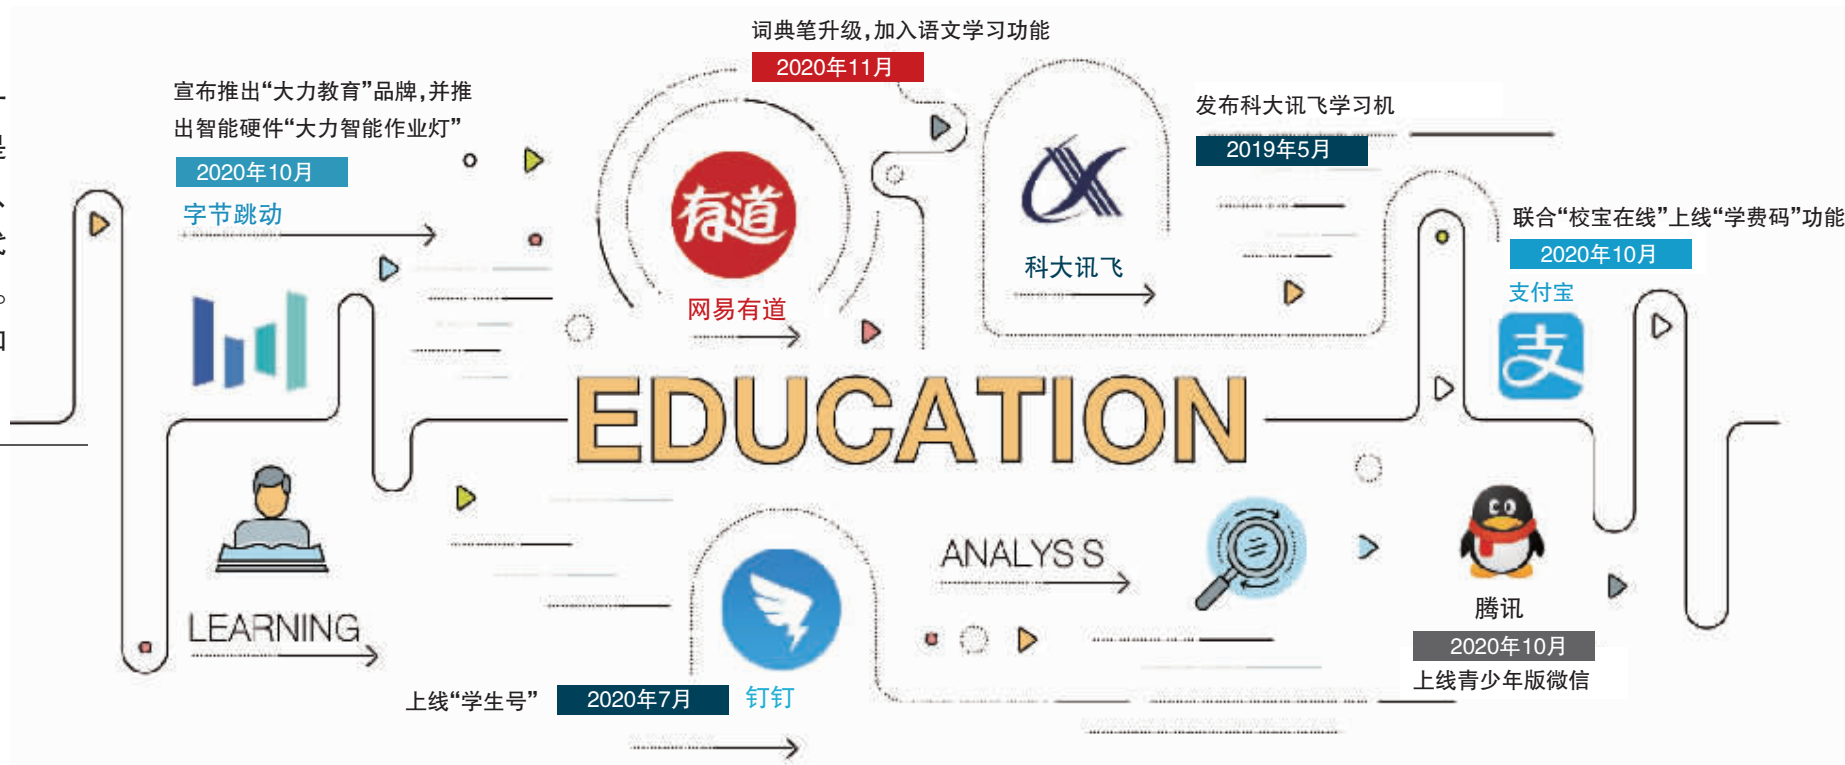 词典笔升级,加入语文学习功能
2020年11月
宣布推出“大力教育”品牌,并推
出智能硬件“大力智能作业灯”
2020年10月
字节跳动
有道
网易有道
科大讯飞
发布科大讯飞学习机
2019年5月
联合“校宝在线”上线“学费码”功能
2020年10月
支付宝
支
EDUCATION
LEARNING
ANALYS S
上线“学生号”
2020年7月
钉钉
腾讯
2020年10月
上线青少年版微信